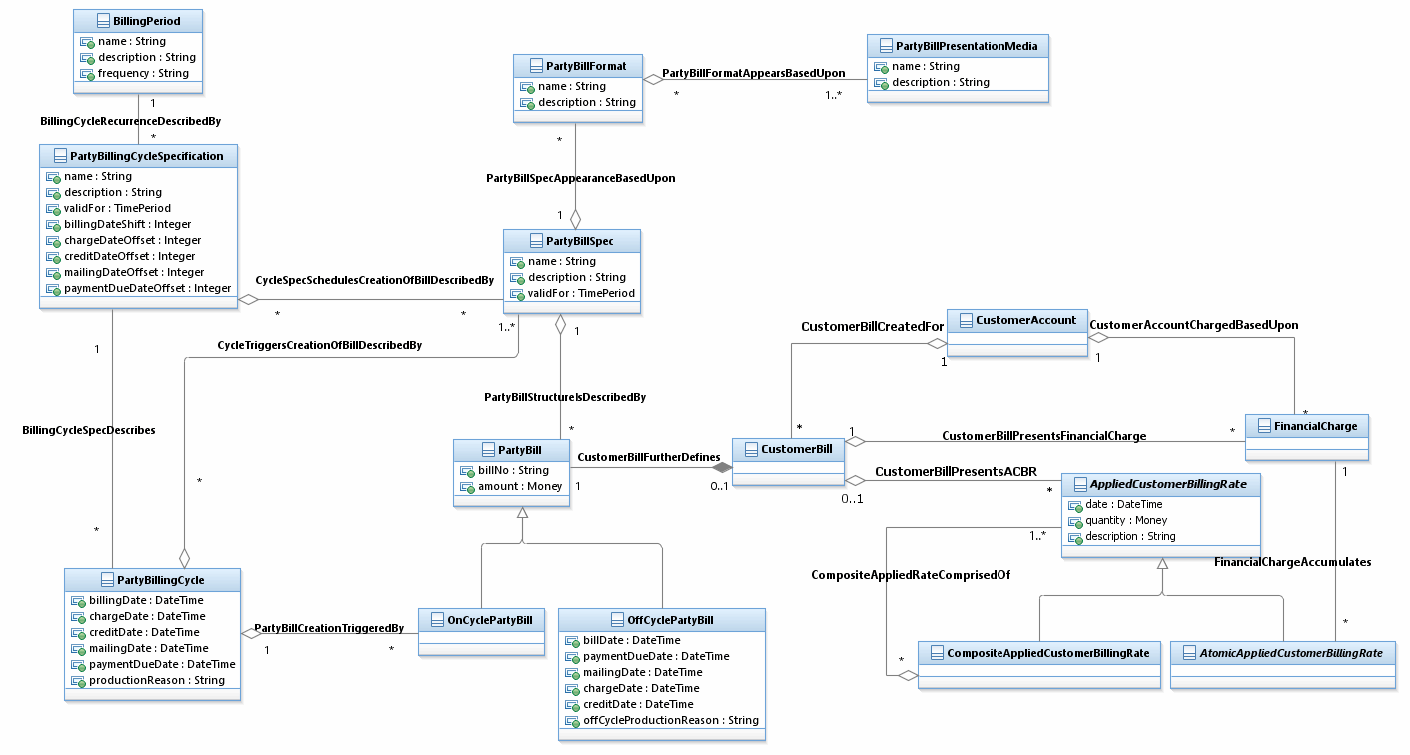 BillingPeriod
name : String
description : String
frequency : String
1
BillingCycleRecurrenceDescribedBy
*
PartyBillingCycleSpecification
name : String
description : String
validFor : TimePeriod
billingDateShift : Integer
chargeDateOffset : Integer
creditDateOffset : Integer
mailingDateOffset : Integer
paymentDueDateOffset : Integer
PartyBillFormat
name : String
description : String
PartyBillFormatAppearsBasedUpon
*
1..*
PartyBillPresentationMedia
name : String
description : String
*
PartyBillSpecAppearanceBasedUpon
1
PartyBillSpec
name : String
description : String
validFor : TimePeriod
CycleSpecSchedulesCreationOfBillDescribedBy
*
*
1..*
1
CycleTriggersCreationOfBillDescribedBy
*
1
BillingCycleSpecDescribes
*
PartyBillStructureIsDescribedBy
*
CustomerAccount
CustomerBillCreatedFor
1
*
CustomerAccountChargedBasedUpon
1
*
PartyBill
billNo : String
amount : Money
CustomerBillFurtherDefines
1
0..1
CustomerBill
1
CustomerBillPresentsFinancialCharge
*
FinancialCharge
1
CustomerBillPresentsACBR
0..1
*
AppliedCustomerBillingRate
date : DateTime
quantity : Money
description : String
1..*
CompositeAppliedRateComprisedOf
*
FinancialChargeAccumulates
*
PartyBillingCycle
billingDate : DateTime
chargeDate : DateTime
creditDate : DateTime
mailingDate : DateTime
paymentDueDate : DateTime
productionReason : String
PartyBillCreationTriggeredBy
1
*
OnCyclePartyBill
OffCyclePartyBill
billDate : DateTime
paymentDueDate : DateTime
mailingDate : DateTime
chargeDate : DateTime
creditDate : DateTime
offCycleProductionReason : String
CompositeAppliedCustomerBillingRate
AtomicAppliedCustomerBillingRate